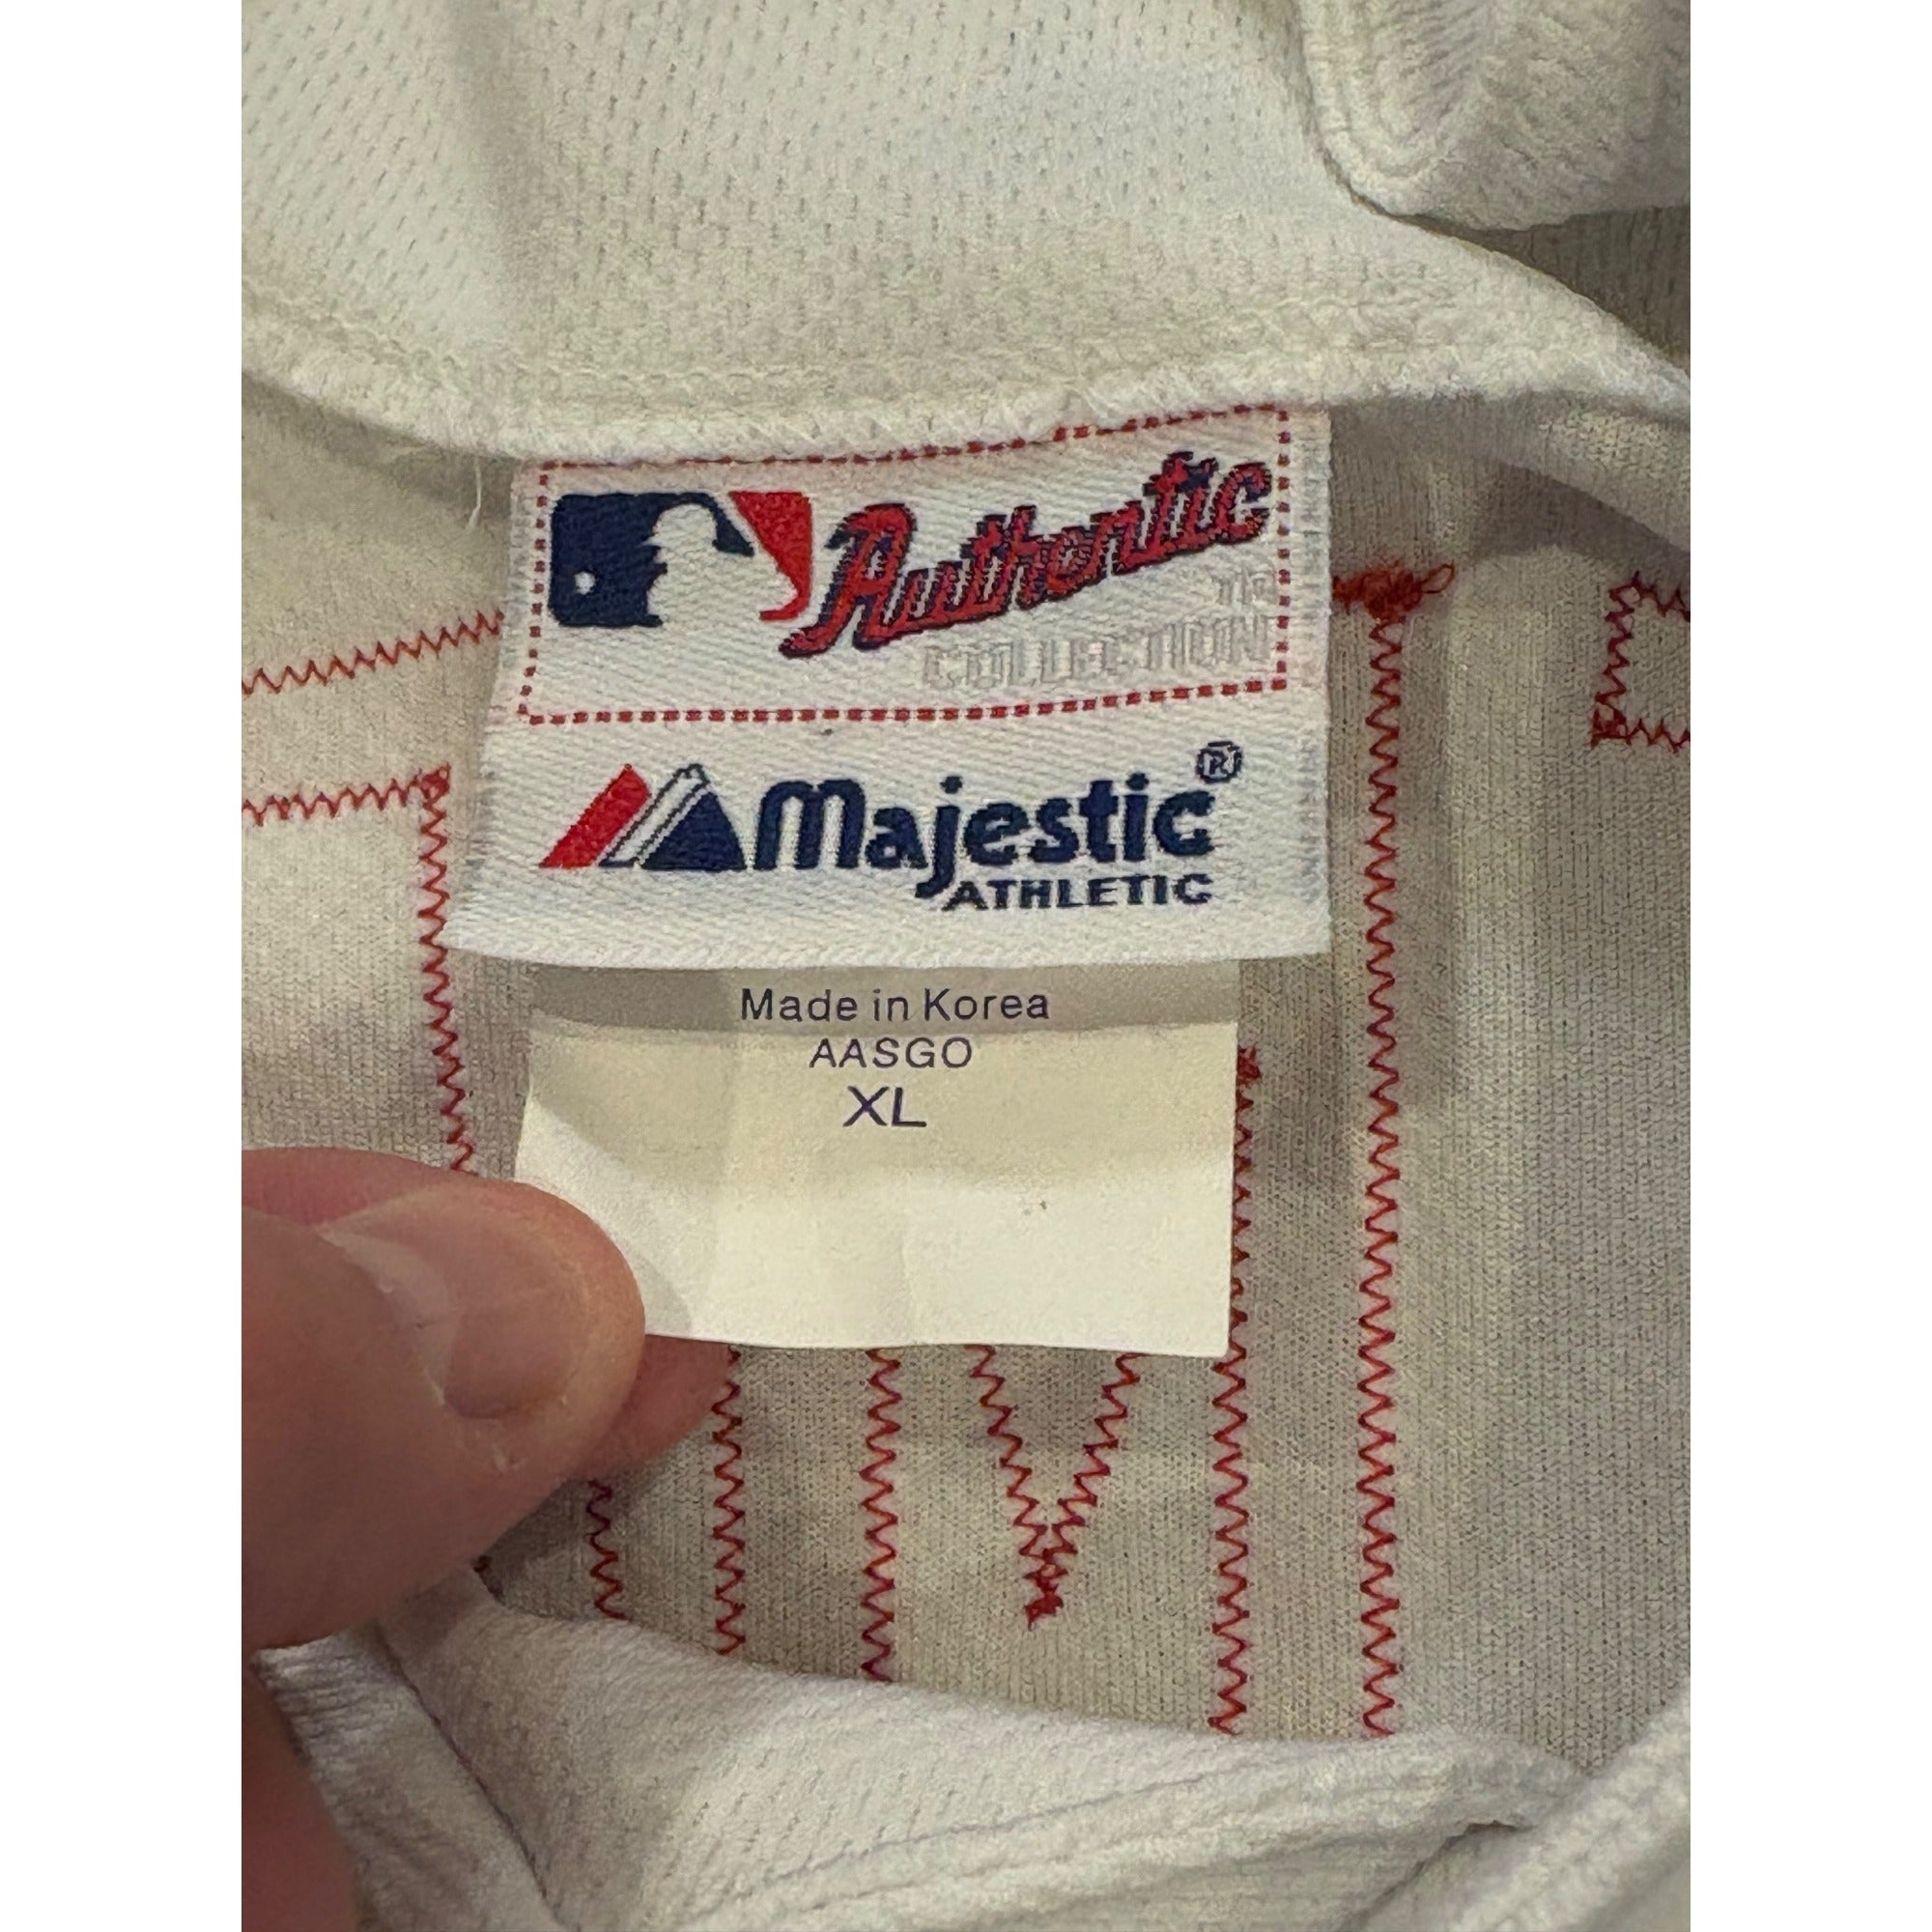 Authentic
COLLECTION
Majestic®
ATHLETIC
Made in Korea
AASGO
XL